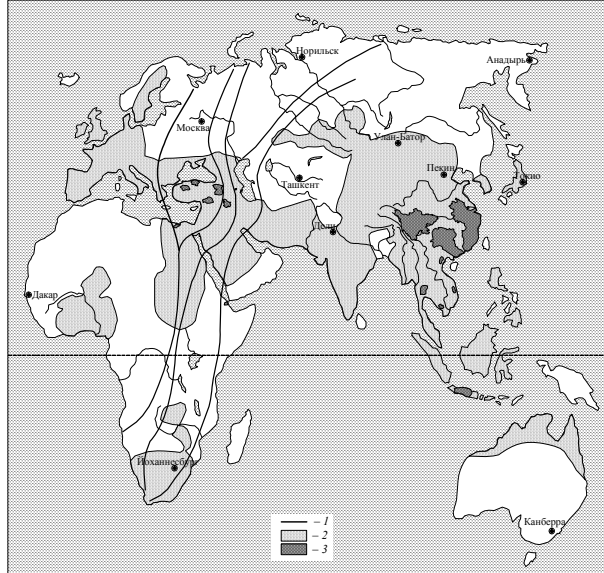 Норильск
Анадырь
Москва
Улан-Батор
Пекин
Токио
Ташкент
Дели
Дакар
Йоханнесбург
Канберра
– 1
– 2
– 3